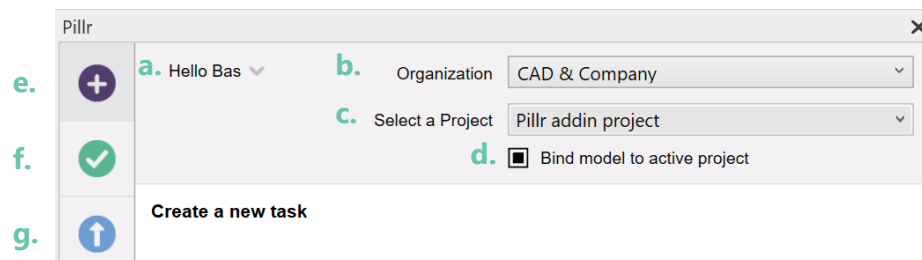 Pillr
a. Hello Bas b. Organization CAD & Company
e.
c. Select a Project Pillr addin project
d. Bind model to active project
f.
Create a new task
g.